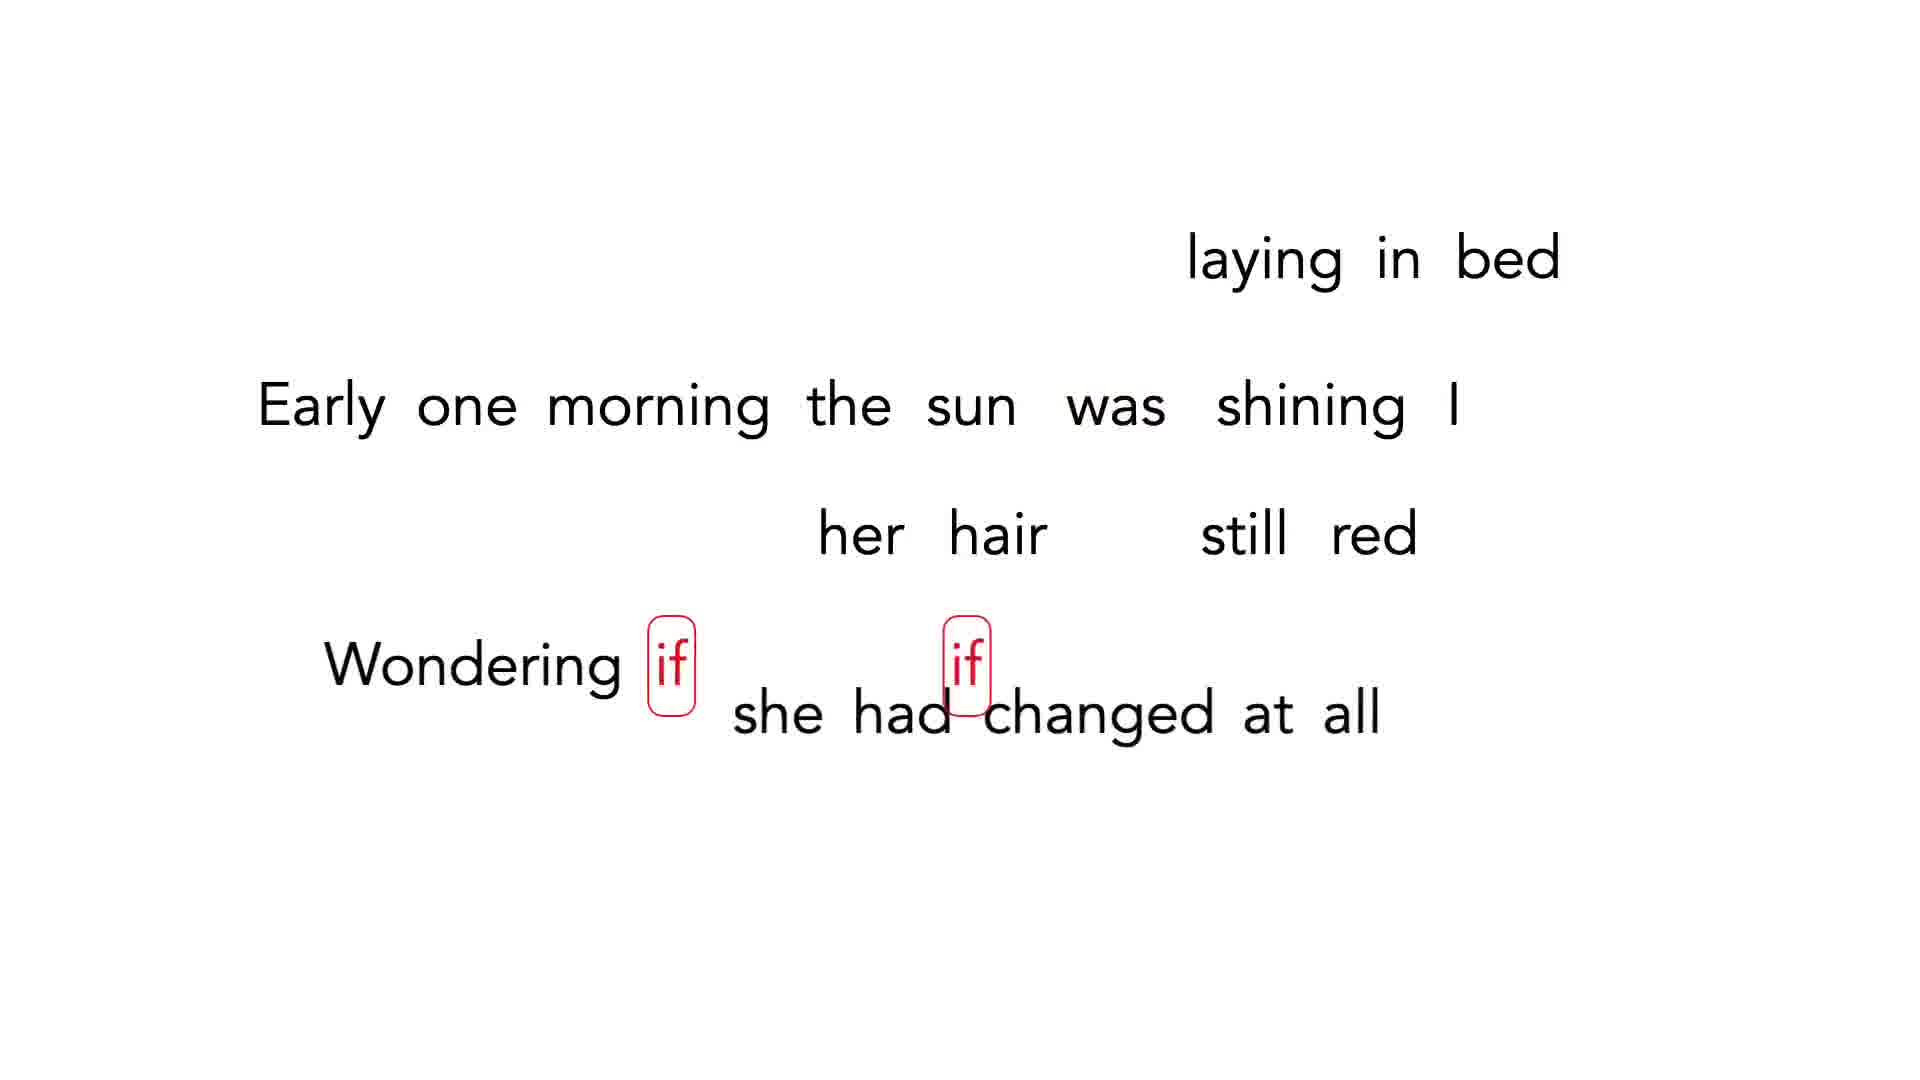 laying in bed
Early one morning the sun was shining I
her hair still red
Wondering if if
she had changed at all